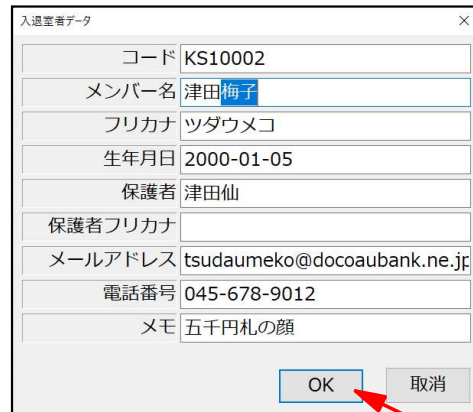 入退室者データ
コード KS10002
メンバー名 津田梅子
フリカナ ツダウメコ
生年月日 2000-01-05
保護者 津田仙
保護者フリカナ
メールアドレス tsudaumeko@docoaubank.ne.jp
電話番号 045-678-9012
メモ 五千円札の顔
OK 取消